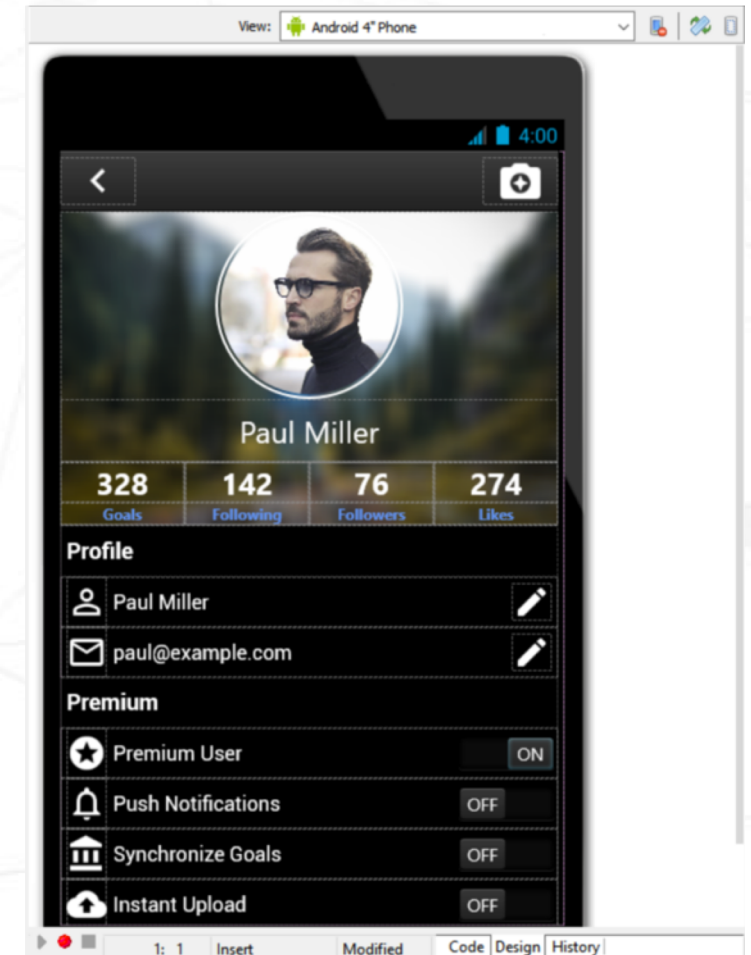 View: Android 4" Phone
4:00
Paul Miller
328 142 76 274
Goals Following Followers Likes
Profile
Paul Miller
paul@example.com
Premium
Premium User ON
Push Notifications OFF
Synchronize Goals OFF
Instant Upload OFF
1: 1 Insert Modified Code Design History